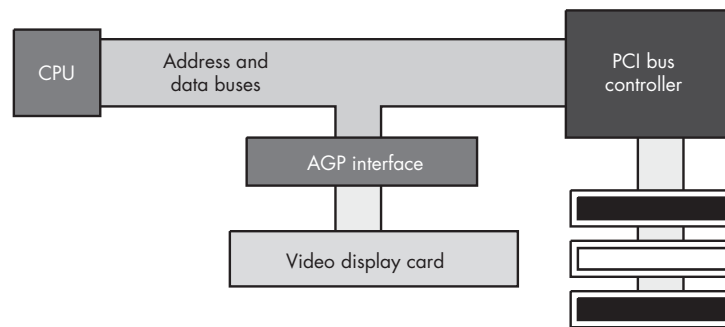 CPU
Address and
data buses
PCI bus
controller
AGP interface
Video display card